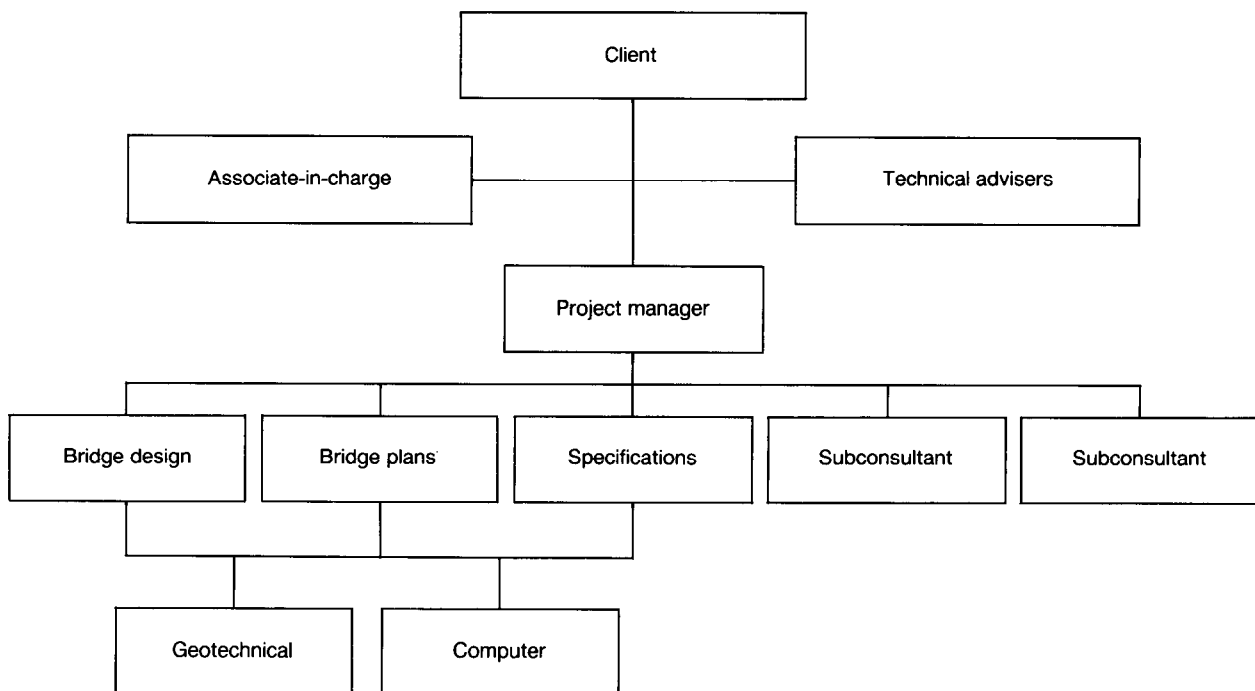 Client
Associate-in-charge
Technical advisers
Project manager
Bridge design
Bridge plans
Specifications
Subconsultant
Subconsultant
Geotechnical
Computer